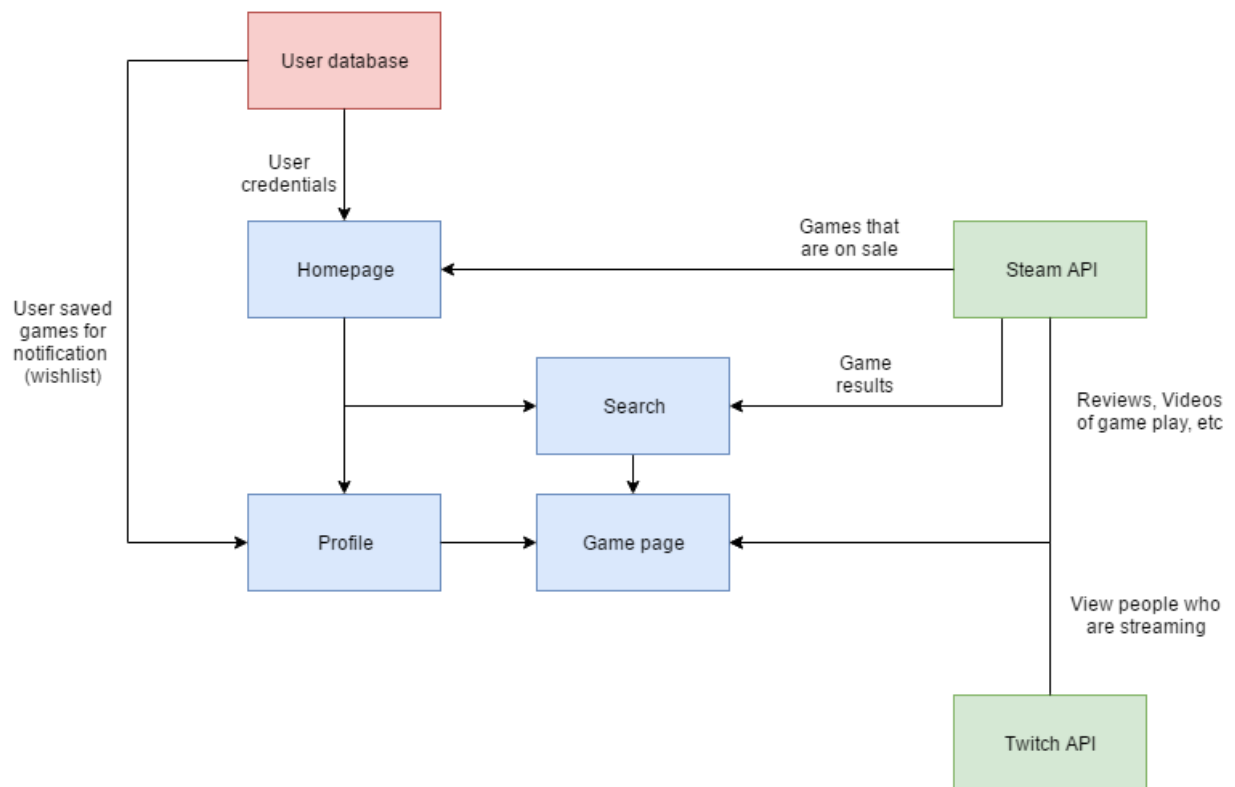 User database
User
credentials
Games that
are on sale
Homepage
Steam API
User saved
games for
notification
(wishlist)
Game
results
Search
Reviews, Videos
of game play, etc
Profile
Game page
View people who
are streaming
Twitch API